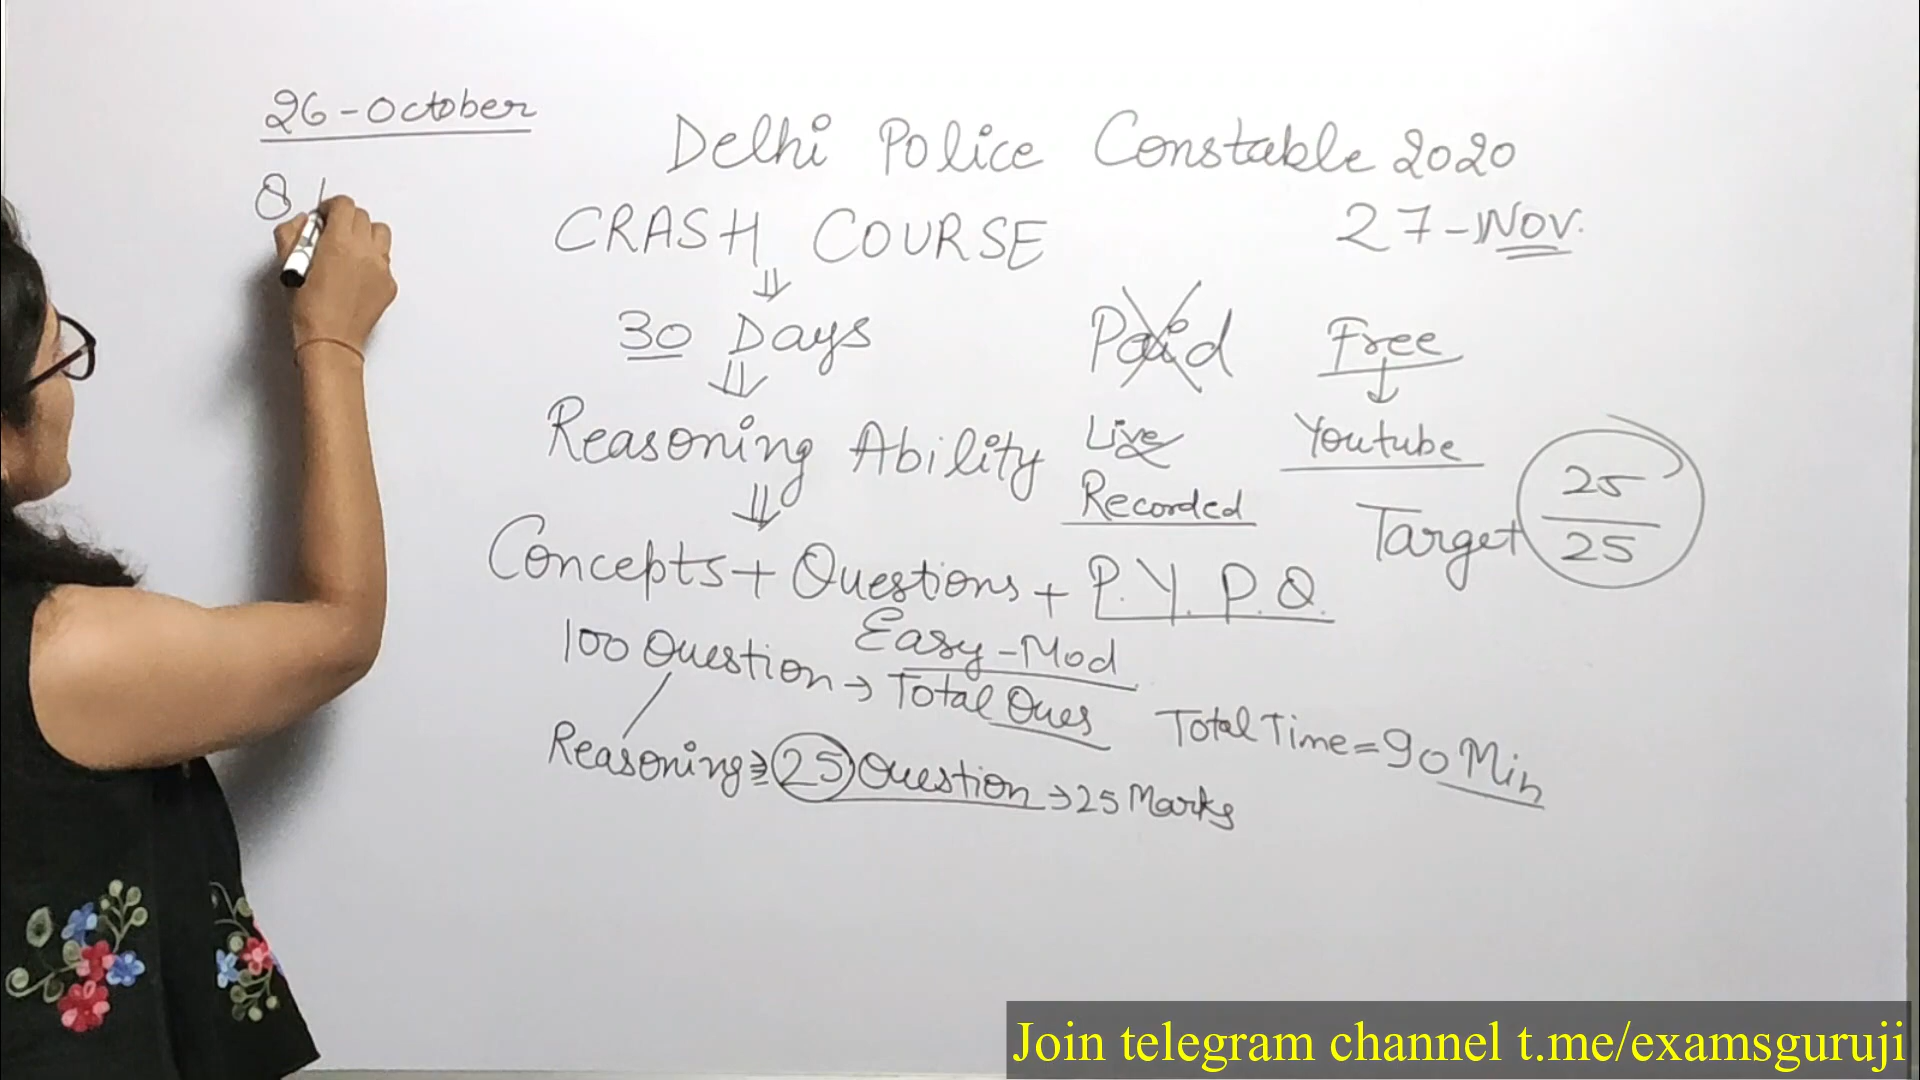 26-October
8
Delhi Police Constable 2020
CRASH COURSE
27-Nov.
30 Days
Paid
Free
Reasoning Ability
Live
Recorded
Youtube
Target 25/25
Concepts + Questions + P.Y.P.Q.
Easy-Mod
100 Question → Total Ques
Total Time = 90 Min
Reasoning ⇒ 25 Question → 25 Marks
Join telegram channel t.me/examsguruji